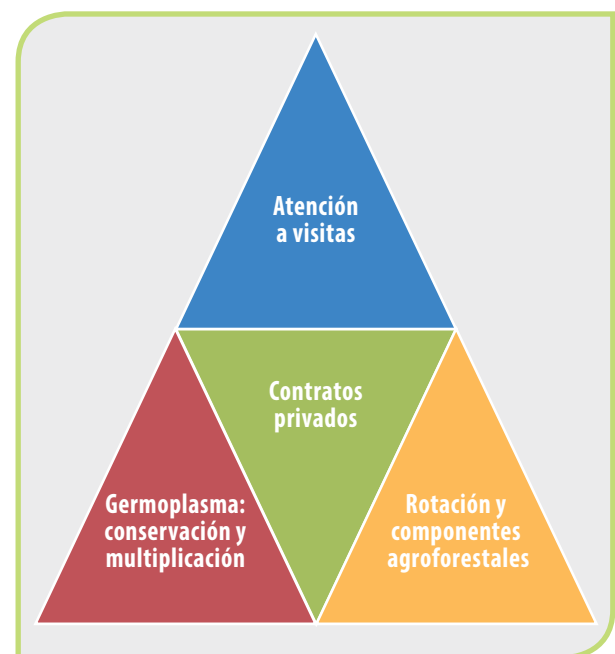 Atención
a visitas
Contratos
privados
Germoplasma:
conservación y
multiplicación
Rotación y
componentes
agroforestales